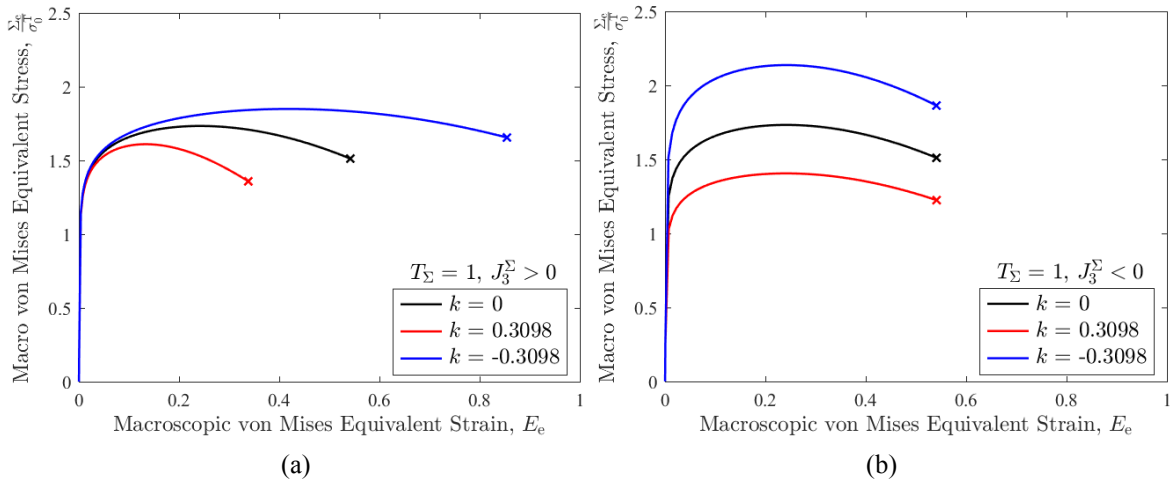 Macro von Mises Equivalent Stress, Σe/σ0
2.5
2
1.5
1
0.5
0
0 0.2 0.4 0.6 0.8 1
Macroscopic von Mises Equivalent Strain, Ee
TΣ = 1, J3Σ > 0
k = 0
k = 0.3098
k = -0.3098
(a)
Macro von Mises Equivalent Stress, Σe/σ0
2.5
2
1.5
1
0.5
0
0 0.2 0.4 0.6 0.8 1
Macroscopic von Mises Equivalent Strain, Ee
TΣ = 1, J3Σ < 0
k = 0
k = 0.3098
k = -0.3098
(b)